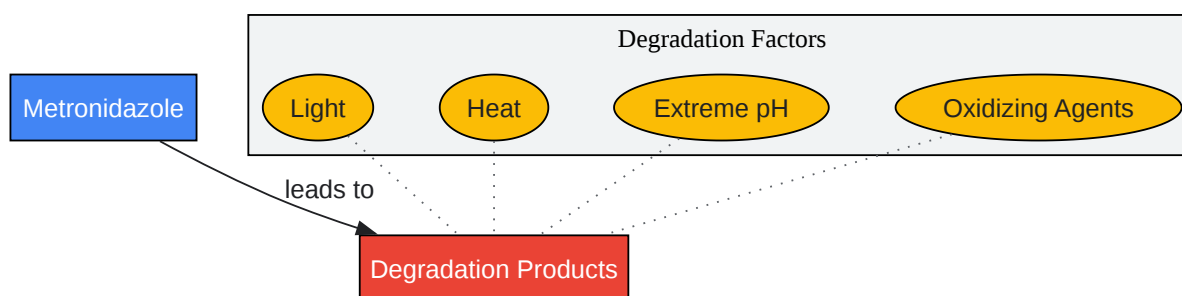 Degradation Factors
Metronidazole
Light
Heat
Extreme pH
Oxidizing Agents
leads to
Degradation Products